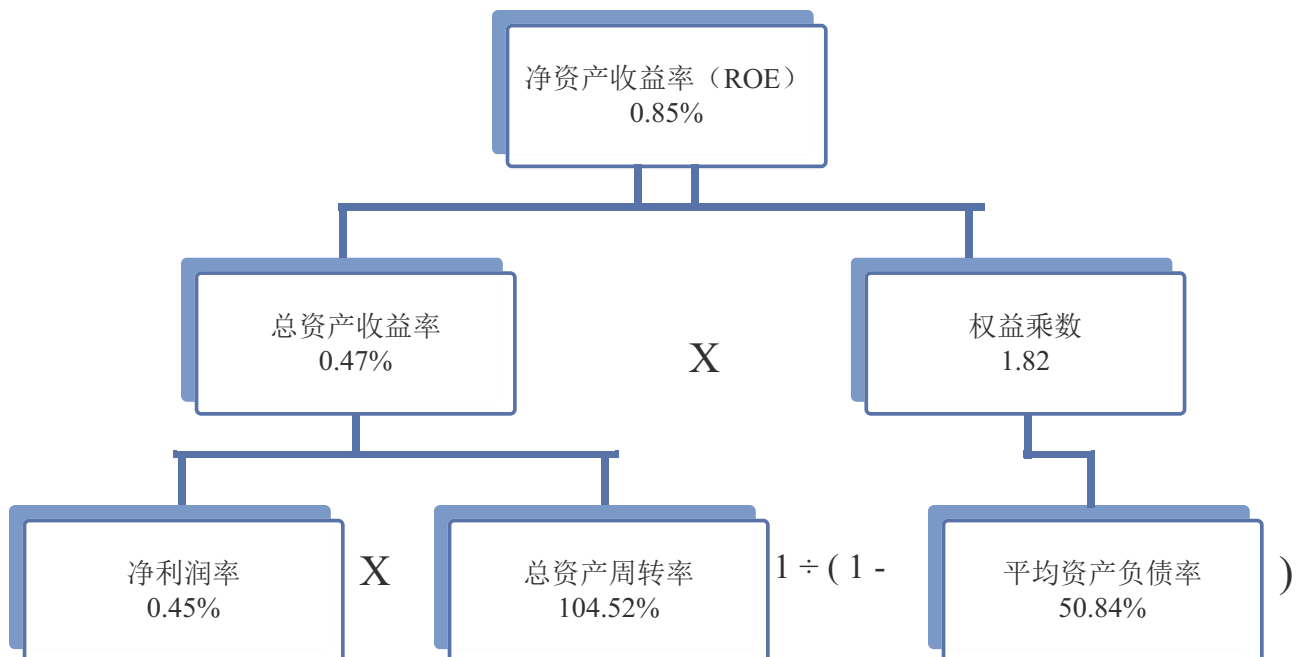 净资产收益率（ROE）
0.85%
总资产收益率
0.47%
X
权益乘数
1.82
净利润率
0.45%
X
总资产周转率
104.52%
1 ÷ ( 1 -
平均资产负债率
50.84%
)